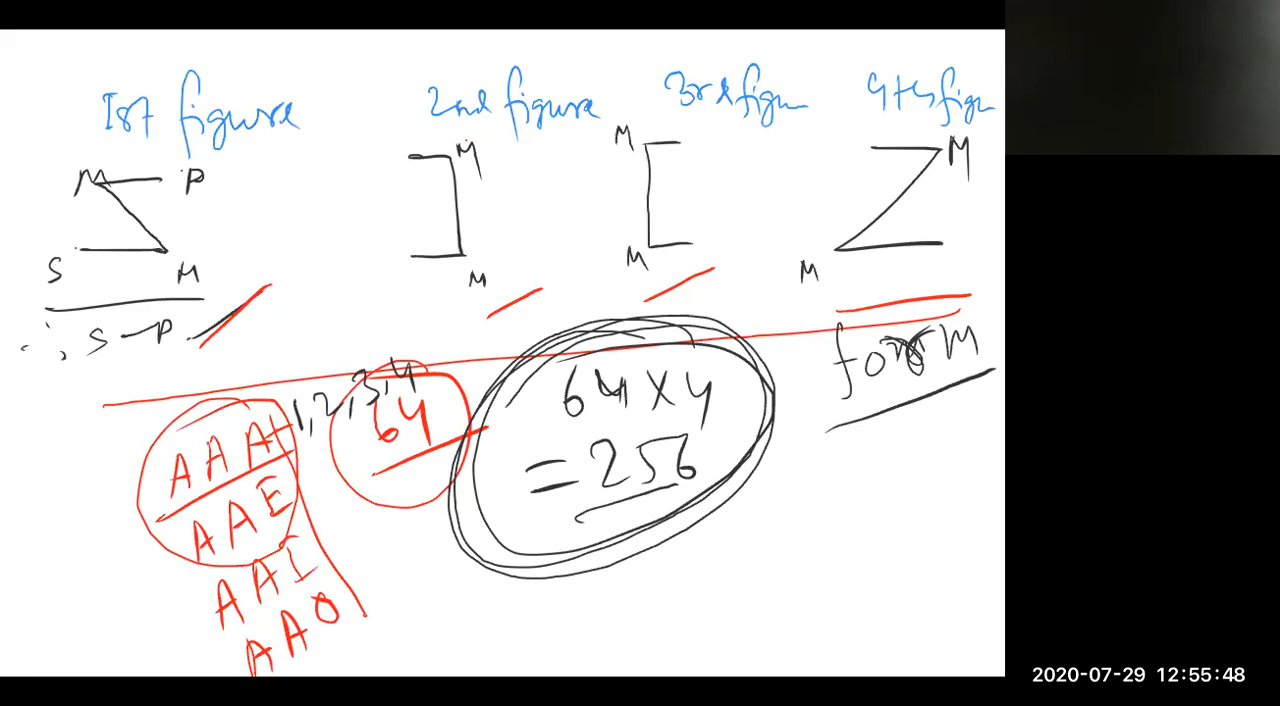 Ist figure
2nd figure
3rd figu
4th figu
M P
S M
∴ S-P
M
M
M
M
M
M
form
AAA-1,2,3,4
AAE
AAI
AAO
64
64×4
=256
2020-07-29 12:55:48